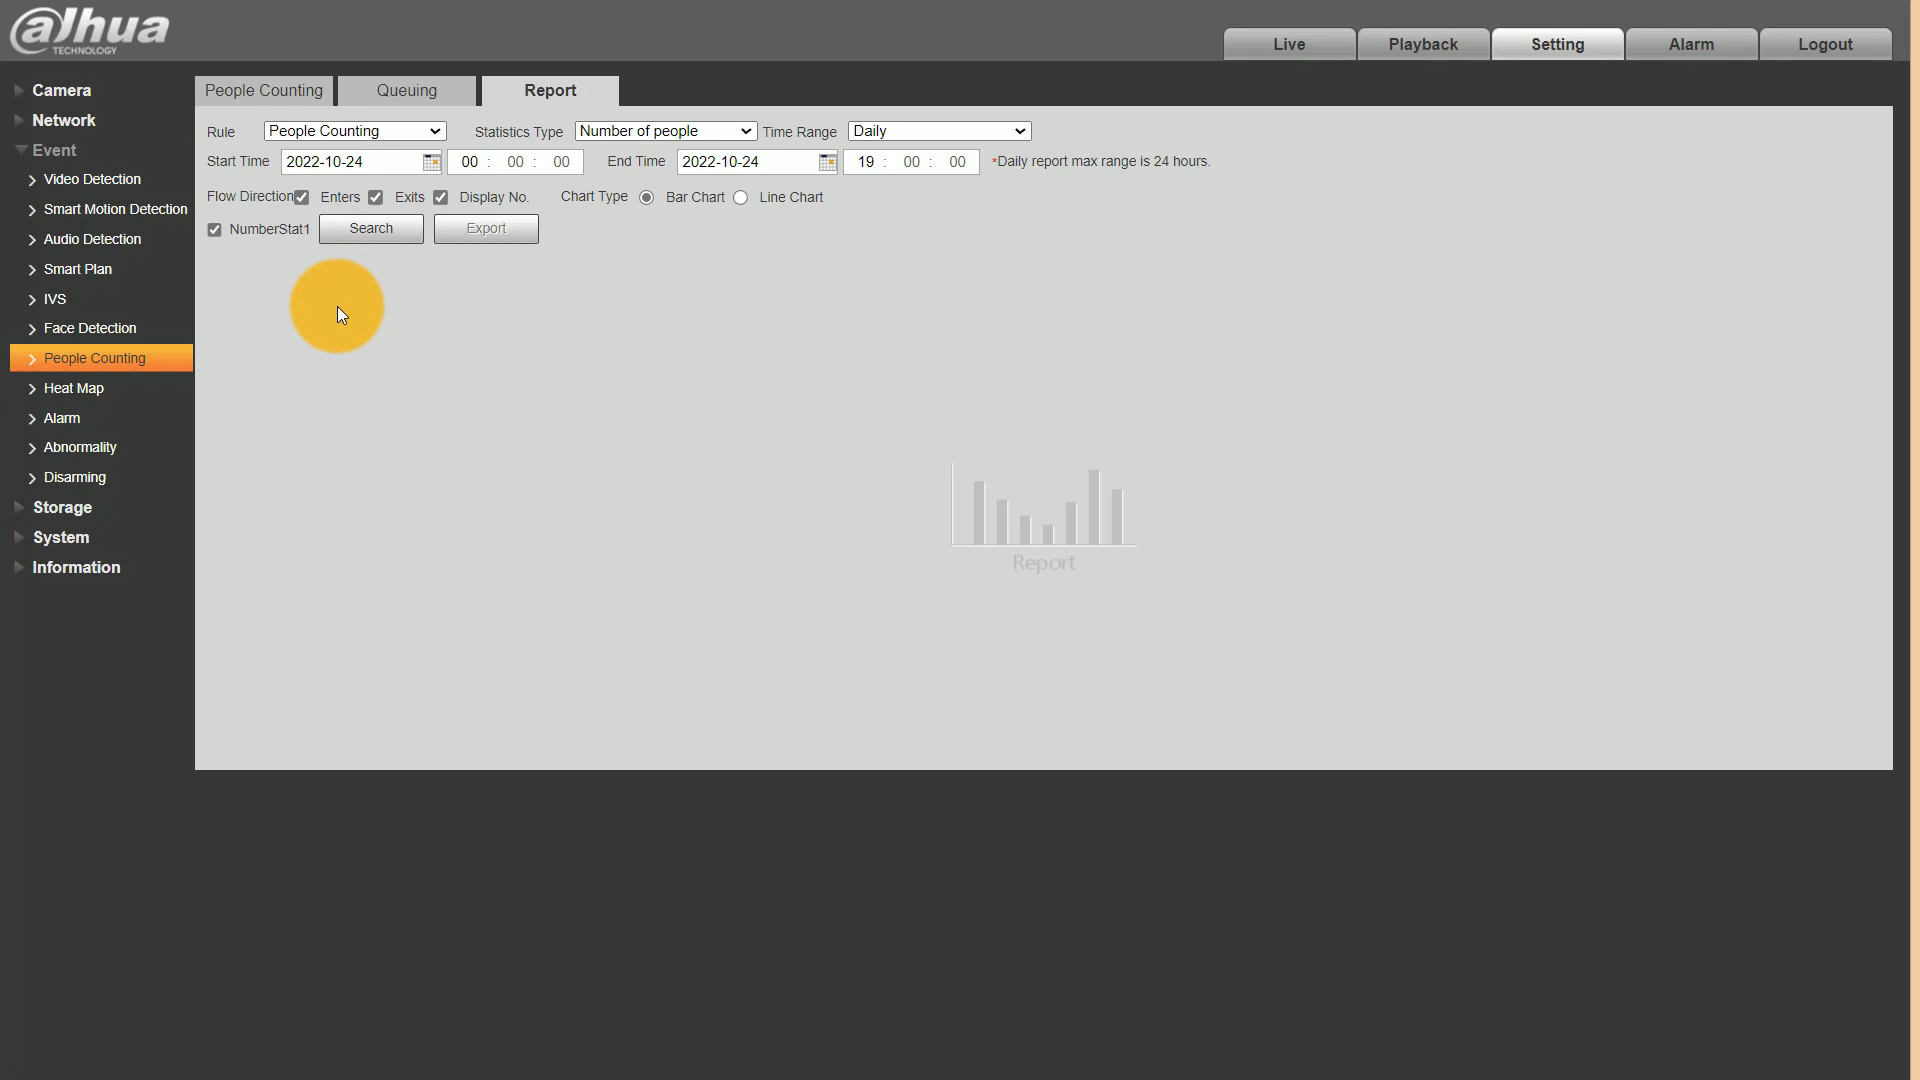 alhua
TECHNOLOGY
Live Playback Setting Alarm Logout
Camera
Network
Event
Video Detection
Smart Motion Detection
Audio Detection
Smart Plan
IVS
Face Detection
People Counting
Heat Map
Alarm
Abnormality
Disarming
Storage
System
Information
People Counting Queuing Report
Rule People Counting Statistics Type Number of people Time Range Daily
Start Time 2022-10-24 00 : 00 : 00 End Time 2022-10-24 19 : 00 : 00 *Daily report max range is 24 hours.
Flow Direction Enters Exits Display No. Chart Type Bar Chart Line Chart
NumberStat1 Search Export
Report